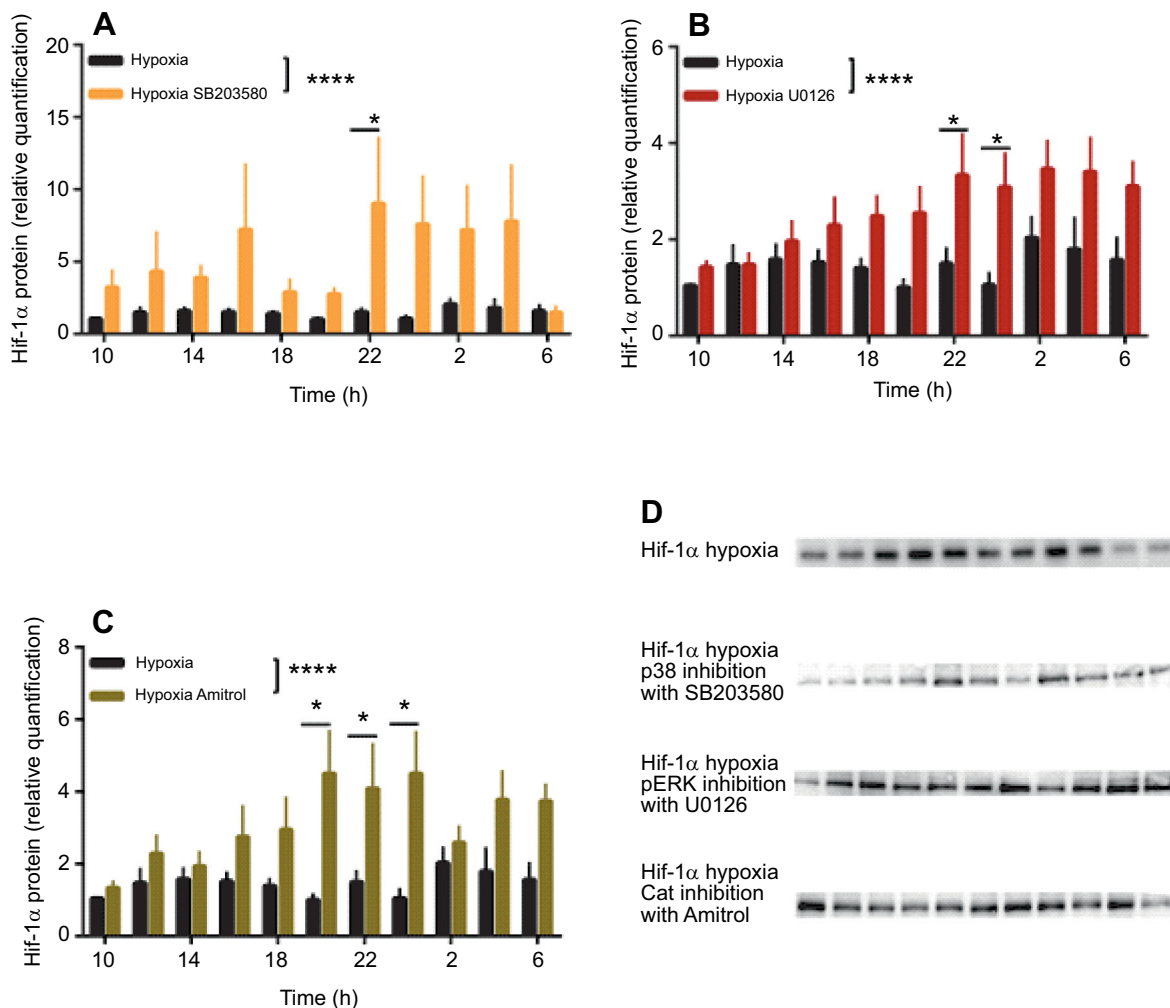 A
Hif-1α protein (relative quantification)
20
15
10
5
0
Hypoxia
Hypoxia SB203580
****
*
10 14 18 22 2 6
Time (h)
B
Hif-1α protein (relative quantification)
6
4
2
0
Hypoxia
Hypoxia U0126
****
*
*
10 14 18 22 2 6
Time (h)
C
Hif-1α protein (relative quantification)
8
6
4
2
0
Hypoxia
Hypoxia Amitrol
****
*
*
*
10 14 18 22 2 6
Time (h)
D
Hif-1α hypoxia
Hif-1α hypoxia
p38 inhibition
with SB203580
Hif-1α hypoxia
pERK inhibition
with U0126
Hif-1α hypoxia
Cat inhibition
with Amitrol